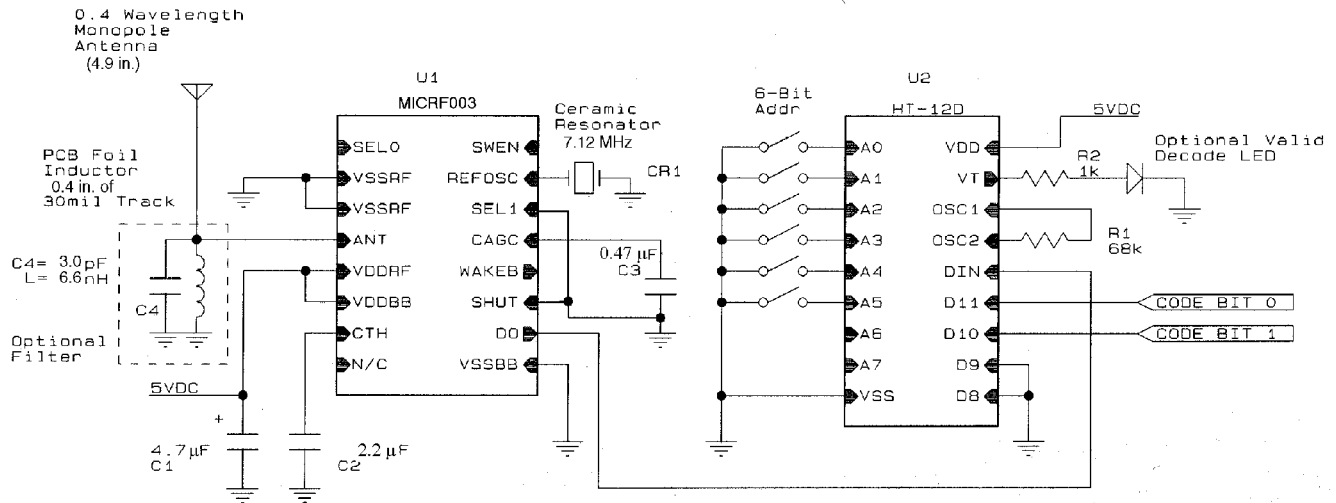 0.4 Wavelength
Monopole
Antenna
(4.9 in.)
PCB Foil
Inductor
0.4 in. of
30mil Track
C4= 3.0pF
L= 6.6nH
C4
Optional
Filter
5VDC
+
4.7μF
C1
2.2μF
C2
U1
MICRF003
SEL0
VSSRF
VSSRF
ANT
VDDRF
VDDBB
CTH
N/C
SWEN
REFOSC
SEL1
CAGC
WAKEB
SHUT
DO
VSSBB
Ceramic
Resonator
7.12 MHz
CR1
0.47 μF
C3
6-Bit
Addr
U2
HT-12D
A0
A1
A2
A3
A4
A5
A6
A7
VSS
VDD
VT
OSC1
OSC2
DIN
D11
D10
D9
D8
5VDC
R2
1k
Optional Valid
Decode LED
R1
68k
CODE BIT 0
CODE BIT 1